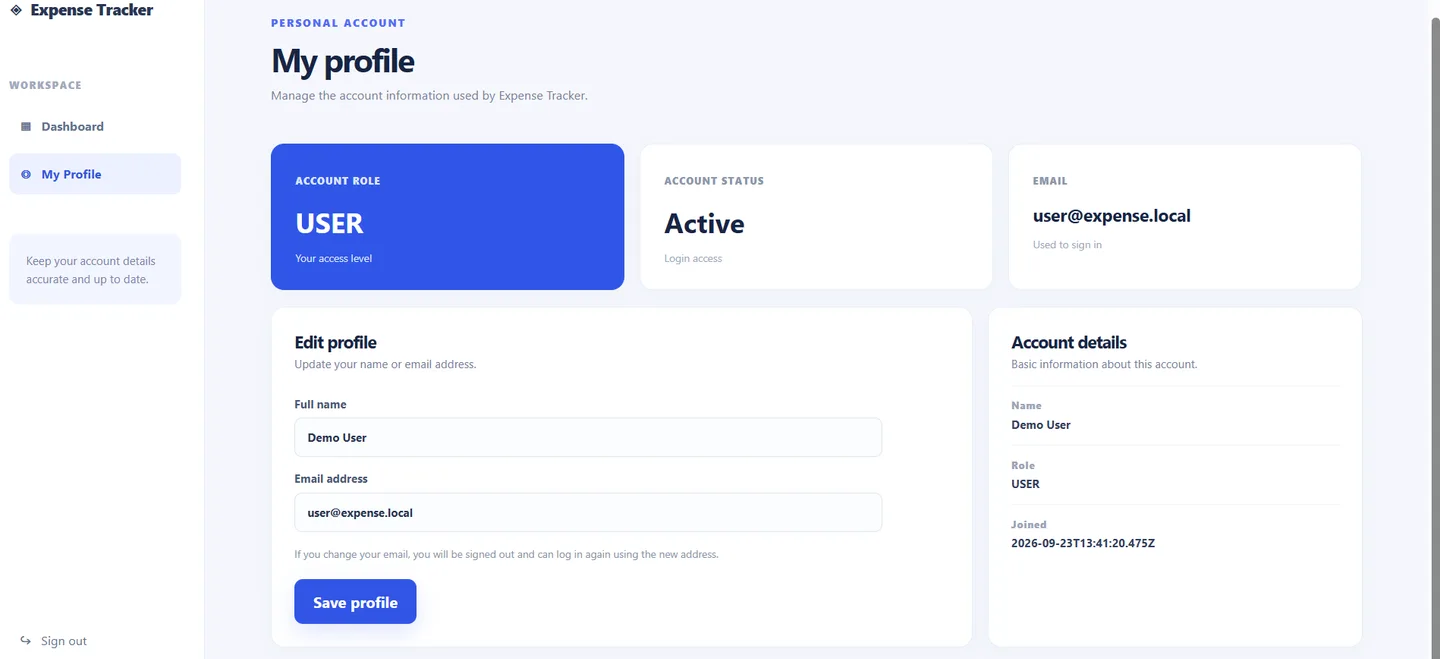 Expense Tracker
WORKSPACE
Dashboard
My Profile
Keep your account details
accurate and up to date.
Sign out
PERSONAL ACCOUNT
My profile
Manage the account information used by Expense Tracker.
ACCOUNT ROLE
USER
Your access level
ACCOUNT STATUS
Active
Login access
EMAIL
user@expense.local
Used to sign in
Edit profile
Update your name or email address.
Full name
Demo User
Email address
user@expense.local
If you change your email, you will be signed out and can log in again using the new address.
Save profile
Account details
Basic information about this account.
Name
Demo User
Role
USER
Joined
2026-09-23T13:41:20.475Z